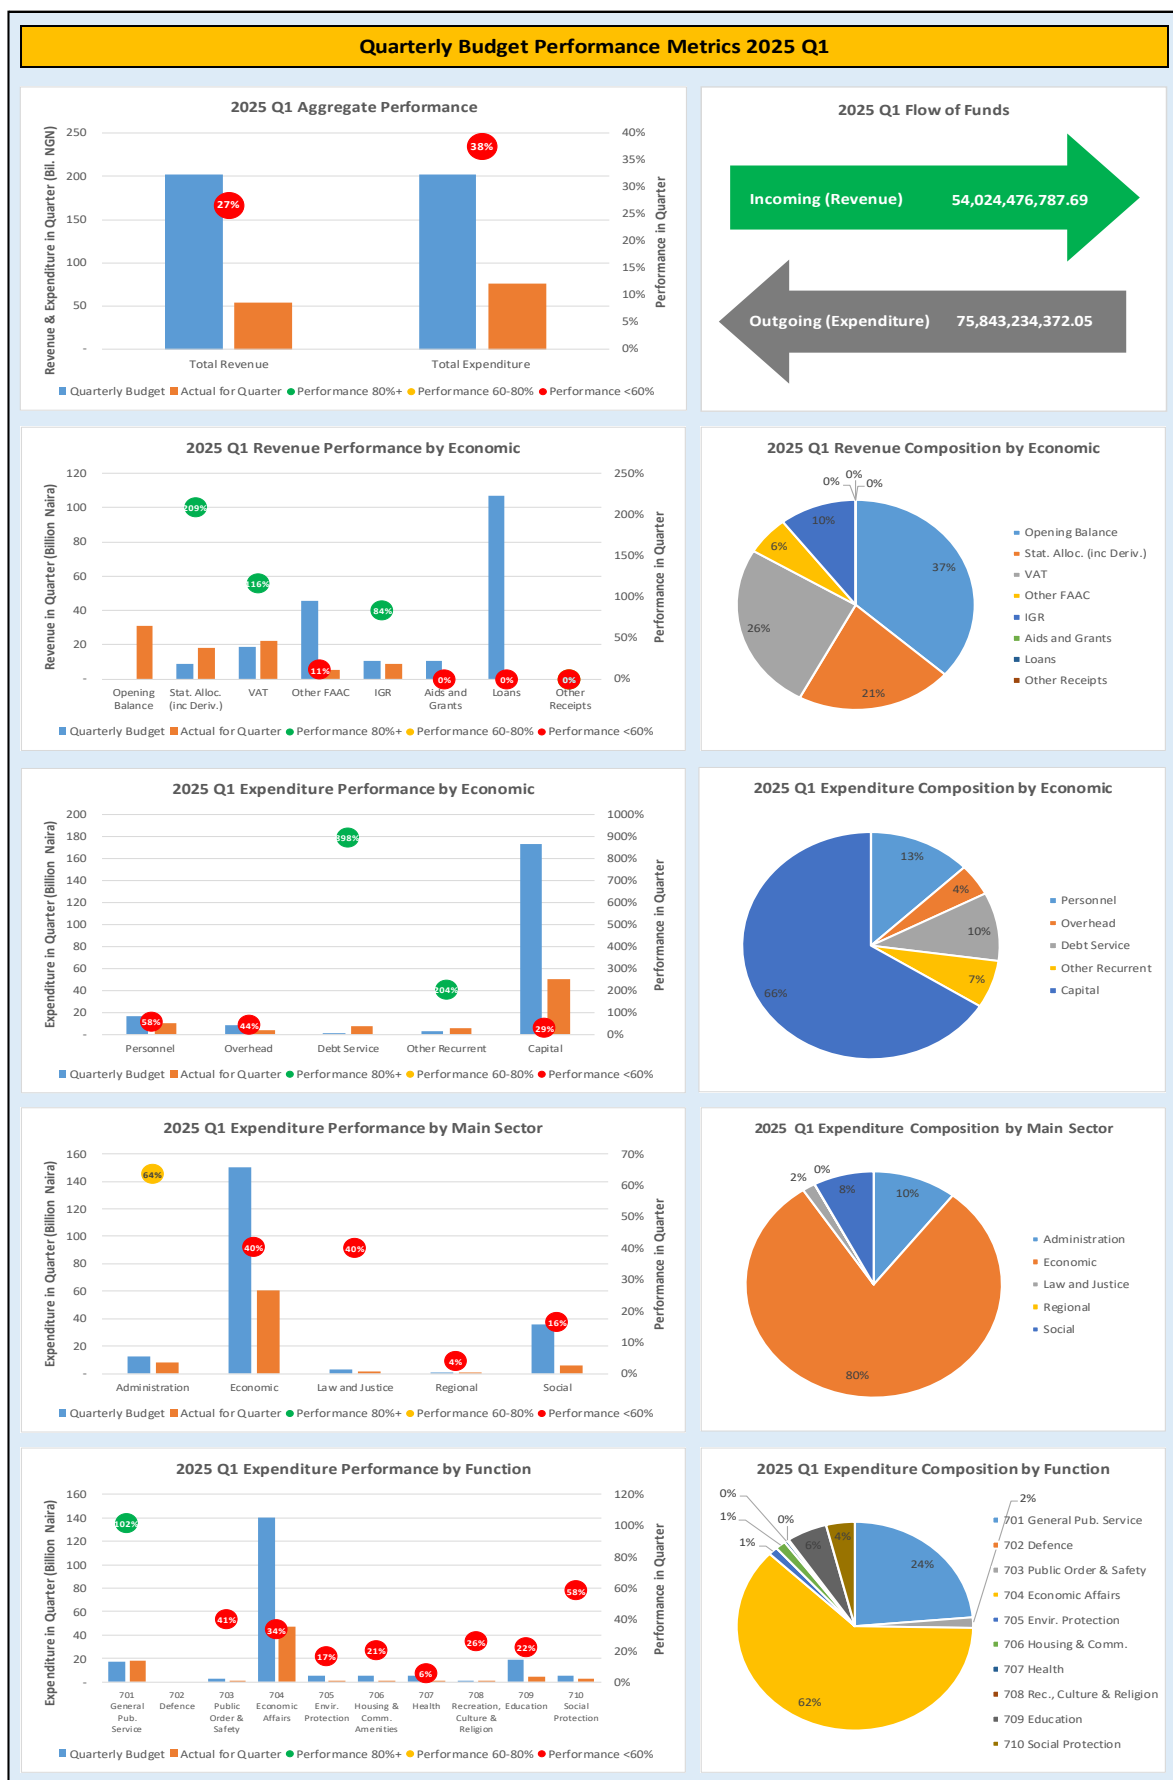 Quarterly Budget Performance Metrics 2025 Q1
2025 Q1 Aggregate Performance
Revenue & Expenditure in Quarter (Bil. NGN)
250
200
150
100
50
-
40%
35%
30%
25%
20%
15%
10%
5%
0%
Performance in Quarter
27%
38%
Total Revenue
Total Expenditure
Quarterly Budget
Actual for Quarter
Performance 80%+
Performance 60-80%
Performance <60%
2025 Q1 Flow of Funds
Incoming (Revenue) 54,024,476,787.69
Outgoing (Expenditure) 75,843,234,372.05
2025 Q1 Revenue Performance by Economic
Revenue in Quarter (Billion Naira)
120
100
80
60
40
20
-
250%
200%
150%
100%
50%
0%
Performance in Quarter
209%
116%
11%
84%
0%
0%
0%
Opening
Balance
Stat. Alloc.
(inc Deriv.)
VAT
Other FAAC
IGR
Aids and
Grants
Loans
Other
Receipts
Quarterly Budget
Actual for Quarter
Performance 80%+
Performance 60-80%
Performance <60%
2025 Q1 Revenue Composition by Economic
0%
0%
0%
10%
6%
37%
26%
21%
Opening Balance
Stat. Alloc. (inc Deriv.)
VAT
Other FAAC
IGR
Aids and Grants
Loans
Other Receipts
2025 Q1 Expenditure Performance by Economic
Expenditure in Quarter (Billion Naira)
200
180
160
140
120
100
80
60
40
20
-
1000%
900%
800%
700%
600%
500%
400%
300%
200%
100%
0%
Performance in Quarter
58%
44%
898%
204%
29%
Personnel
Overhead
Debt Service
Other Recurrent
Capital
Quarterly Budget
Actual for Quarter
Performance 80%+
Performance 60-80%
Performance <60%
2025 Q1 Expenditure Composition by Economic
13%
4%
10%
7%
66%
Personnel
Overhead
Debt Service
Other Recurrent
Capital
2025 Q1 Expenditure Performance by Main Sector
Expenditure in Quarter (Billion Naira)
160
140
120
100
80
60
40
20
-
70%
60%
50%
40%
30%
20%
10%
0%
Performance in Quarter
64%
40%
40%
4%
16%
Administration
Economic
Law and Justice
Regional
Social
Quarterly Budget
Actual for Quarter
Performance 80%+
Performance 60-80%
Performance <60%
2025 Q1 Expenditure Composition by Main Sector
0%
2%
8%
10%
80%
Administration
Economic
Law and Justice
Regional
Social
2025 Q1 Expenditure Performance by Function
Expenditure in Quarter (Billion Naira)
160
140
120
100
80
60
40
20
-
120%
100%
80%
60%
40%
20%
0%
Performance in Quarter
102%
41%
34%
17%
21%
6%
26%
22%
58%
701
General
Pub.
Service
702
Defence
703
Public
Order &
Safety
704
Economic
Affairs
705
Envir.
Protection
706
Housing &
Comm.
Amenities
707
Health
708
Recreation,
Culture &
Religion
709
Education
710
Social
Protection
Quarterly Budget
Actual for Quarter
Performance 80%+
Performance 60-80%
Performance <60%
2025 Q1 Expenditure Composition by Function
0%
2%
1%
0%
1%
6%
4%
24%
62%
701 General Pub. Service
702 Defence
703 Public Order & Safety
704 Economic Affairs
705 Envir. Protection
706 Housing & Comm.
707 Health
708 Rec., Culture & Religion
709 Education
710 Social Protection